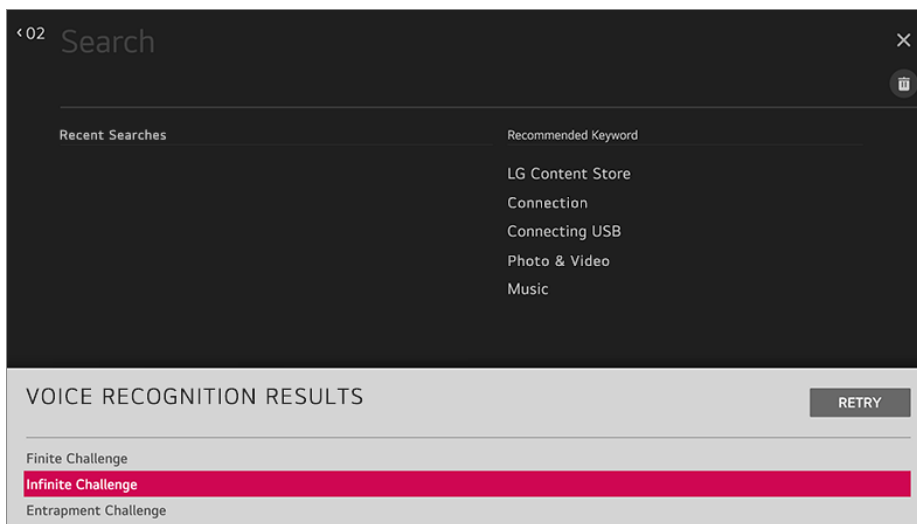 ‹02
Search
Recent Searches
Recommended Keyword
LG Content Store
Connection
Connecting USB
Photo & Video
Music
VOICE RECOGNITION RESULTS
RETRY
Finite Challenge
Infinite Challenge
Entrapment Challenge